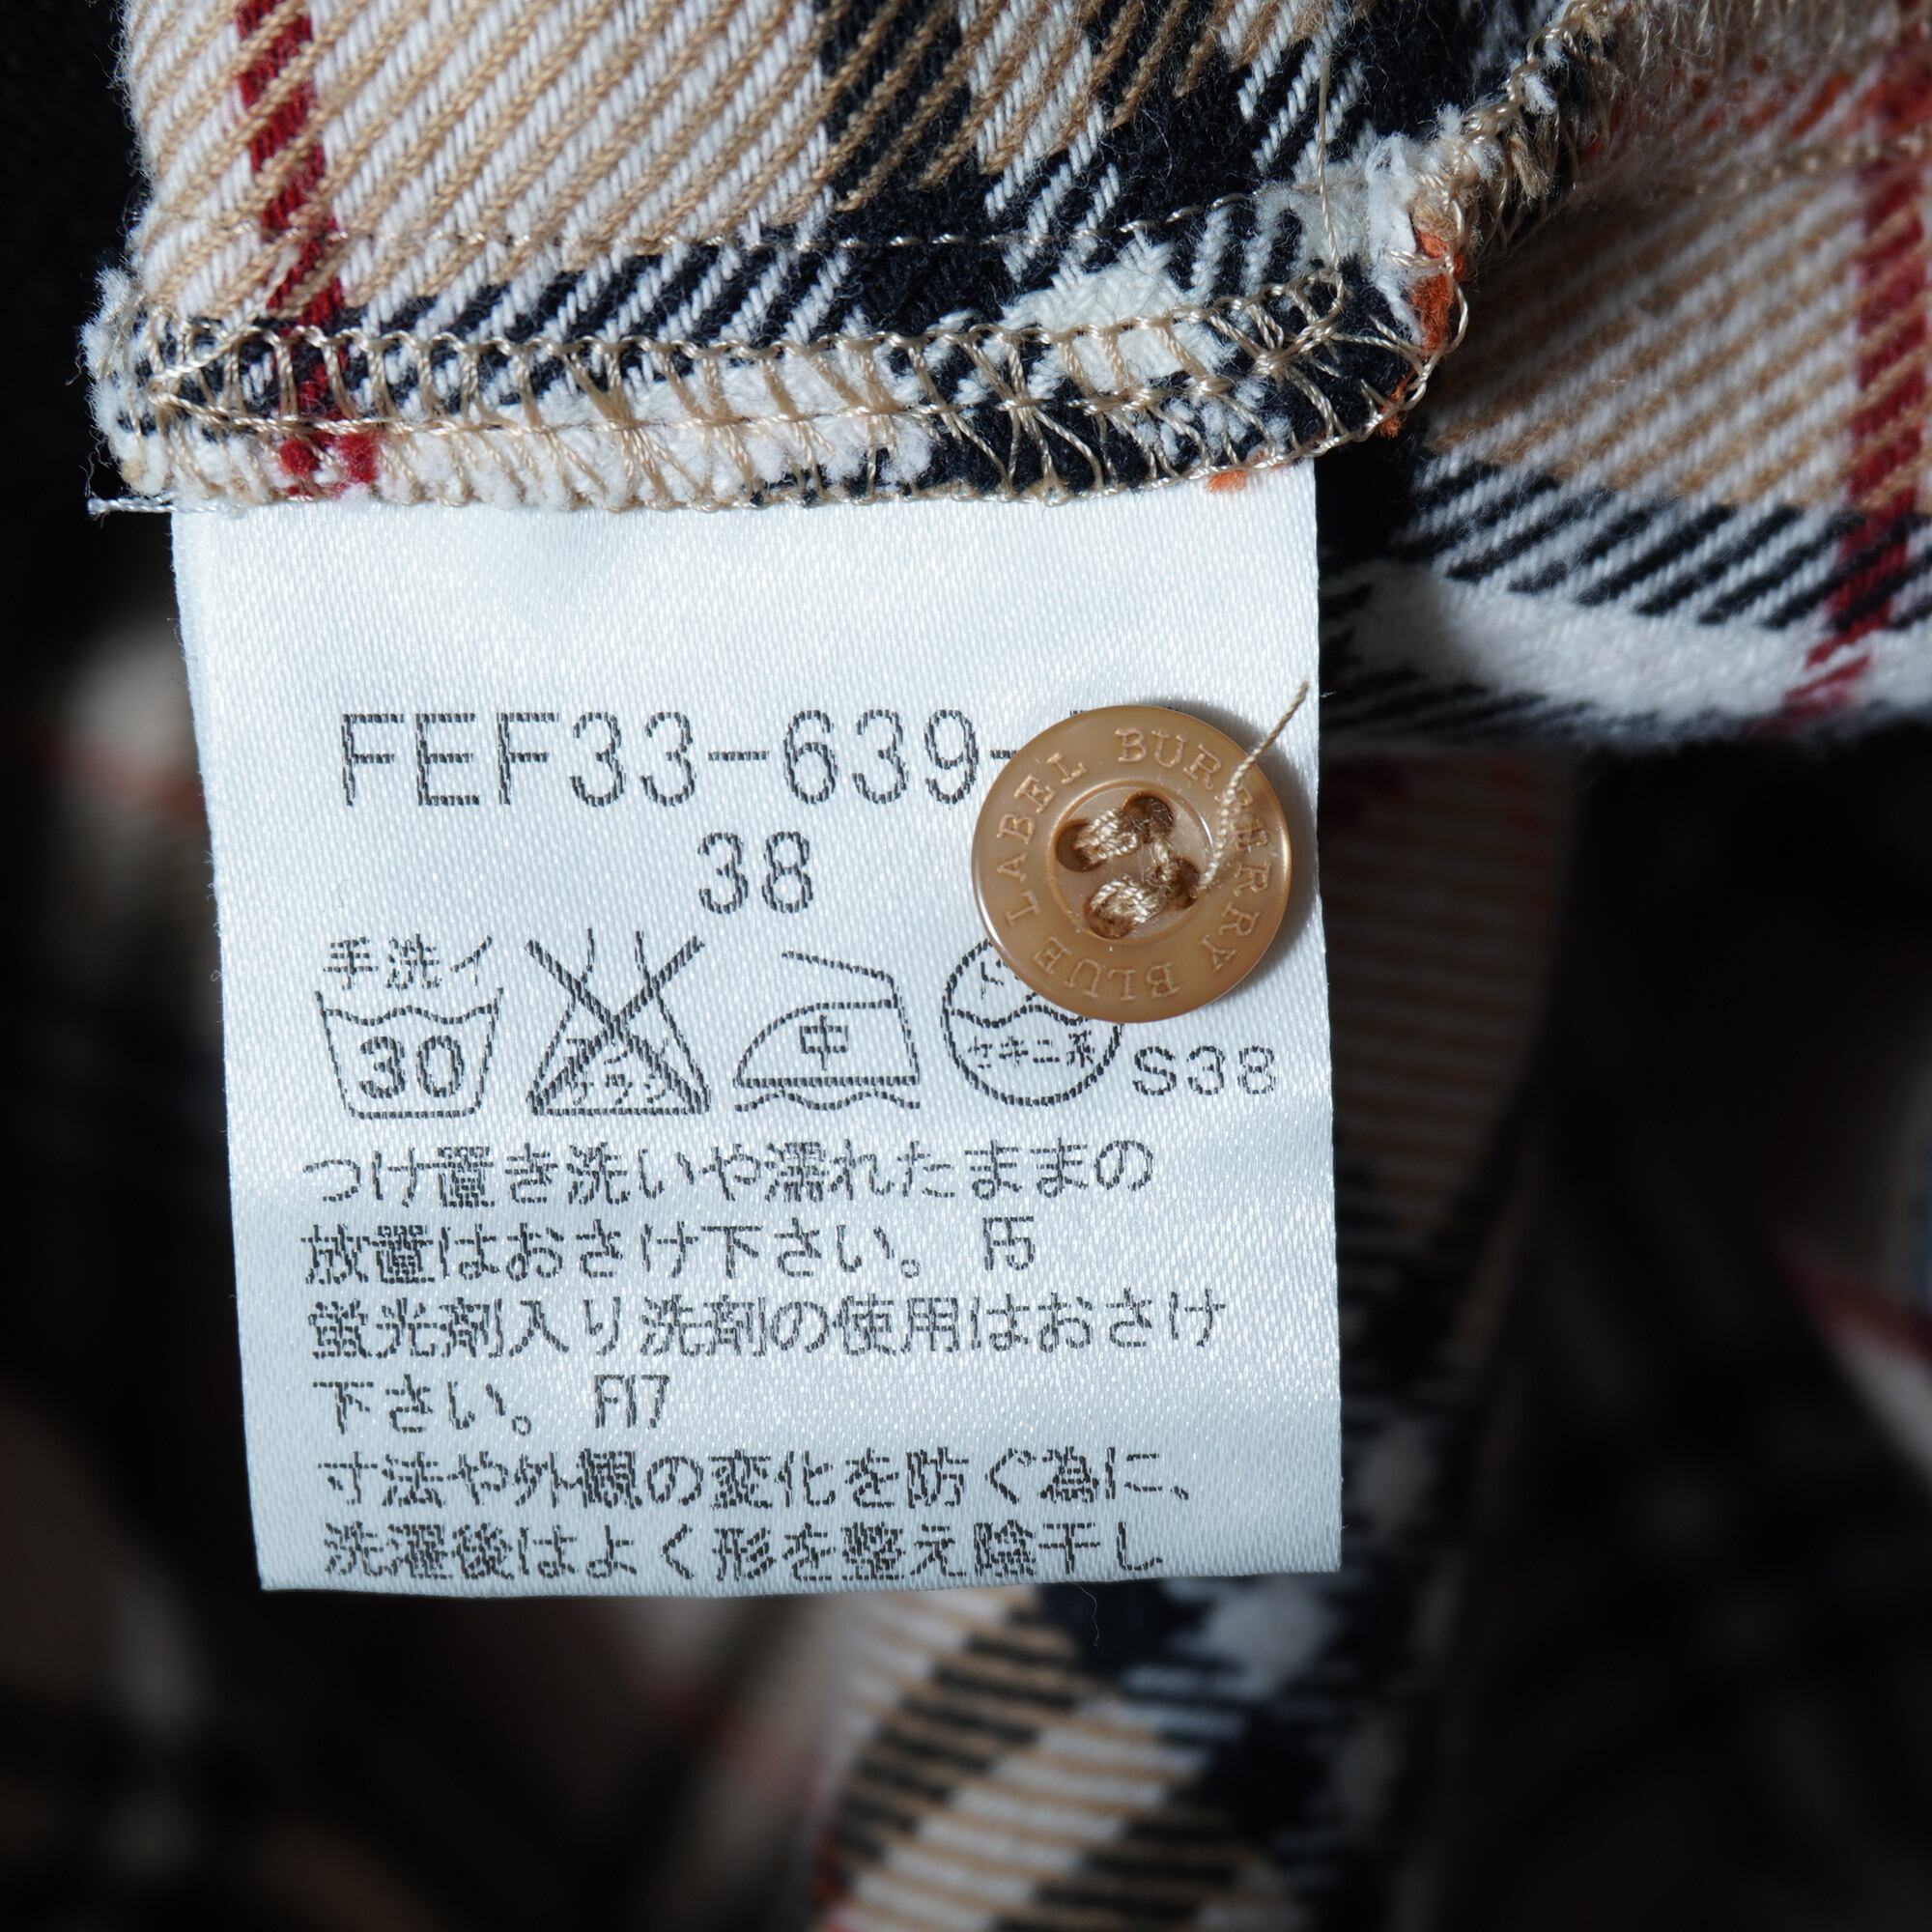 FEF33-639-
BURBERRY BLUE LABEL
38
手洗イ
30
中
セキユ系
S38
つけ置き洗いや濡れたままの
放置はおさけ下さい。 F5
蛍光剤入り洗剤の使用はおさけ
下さい。 F17
寸法や外観の変化を防ぐ為に、
洗濯後はよく形を整え陰干し